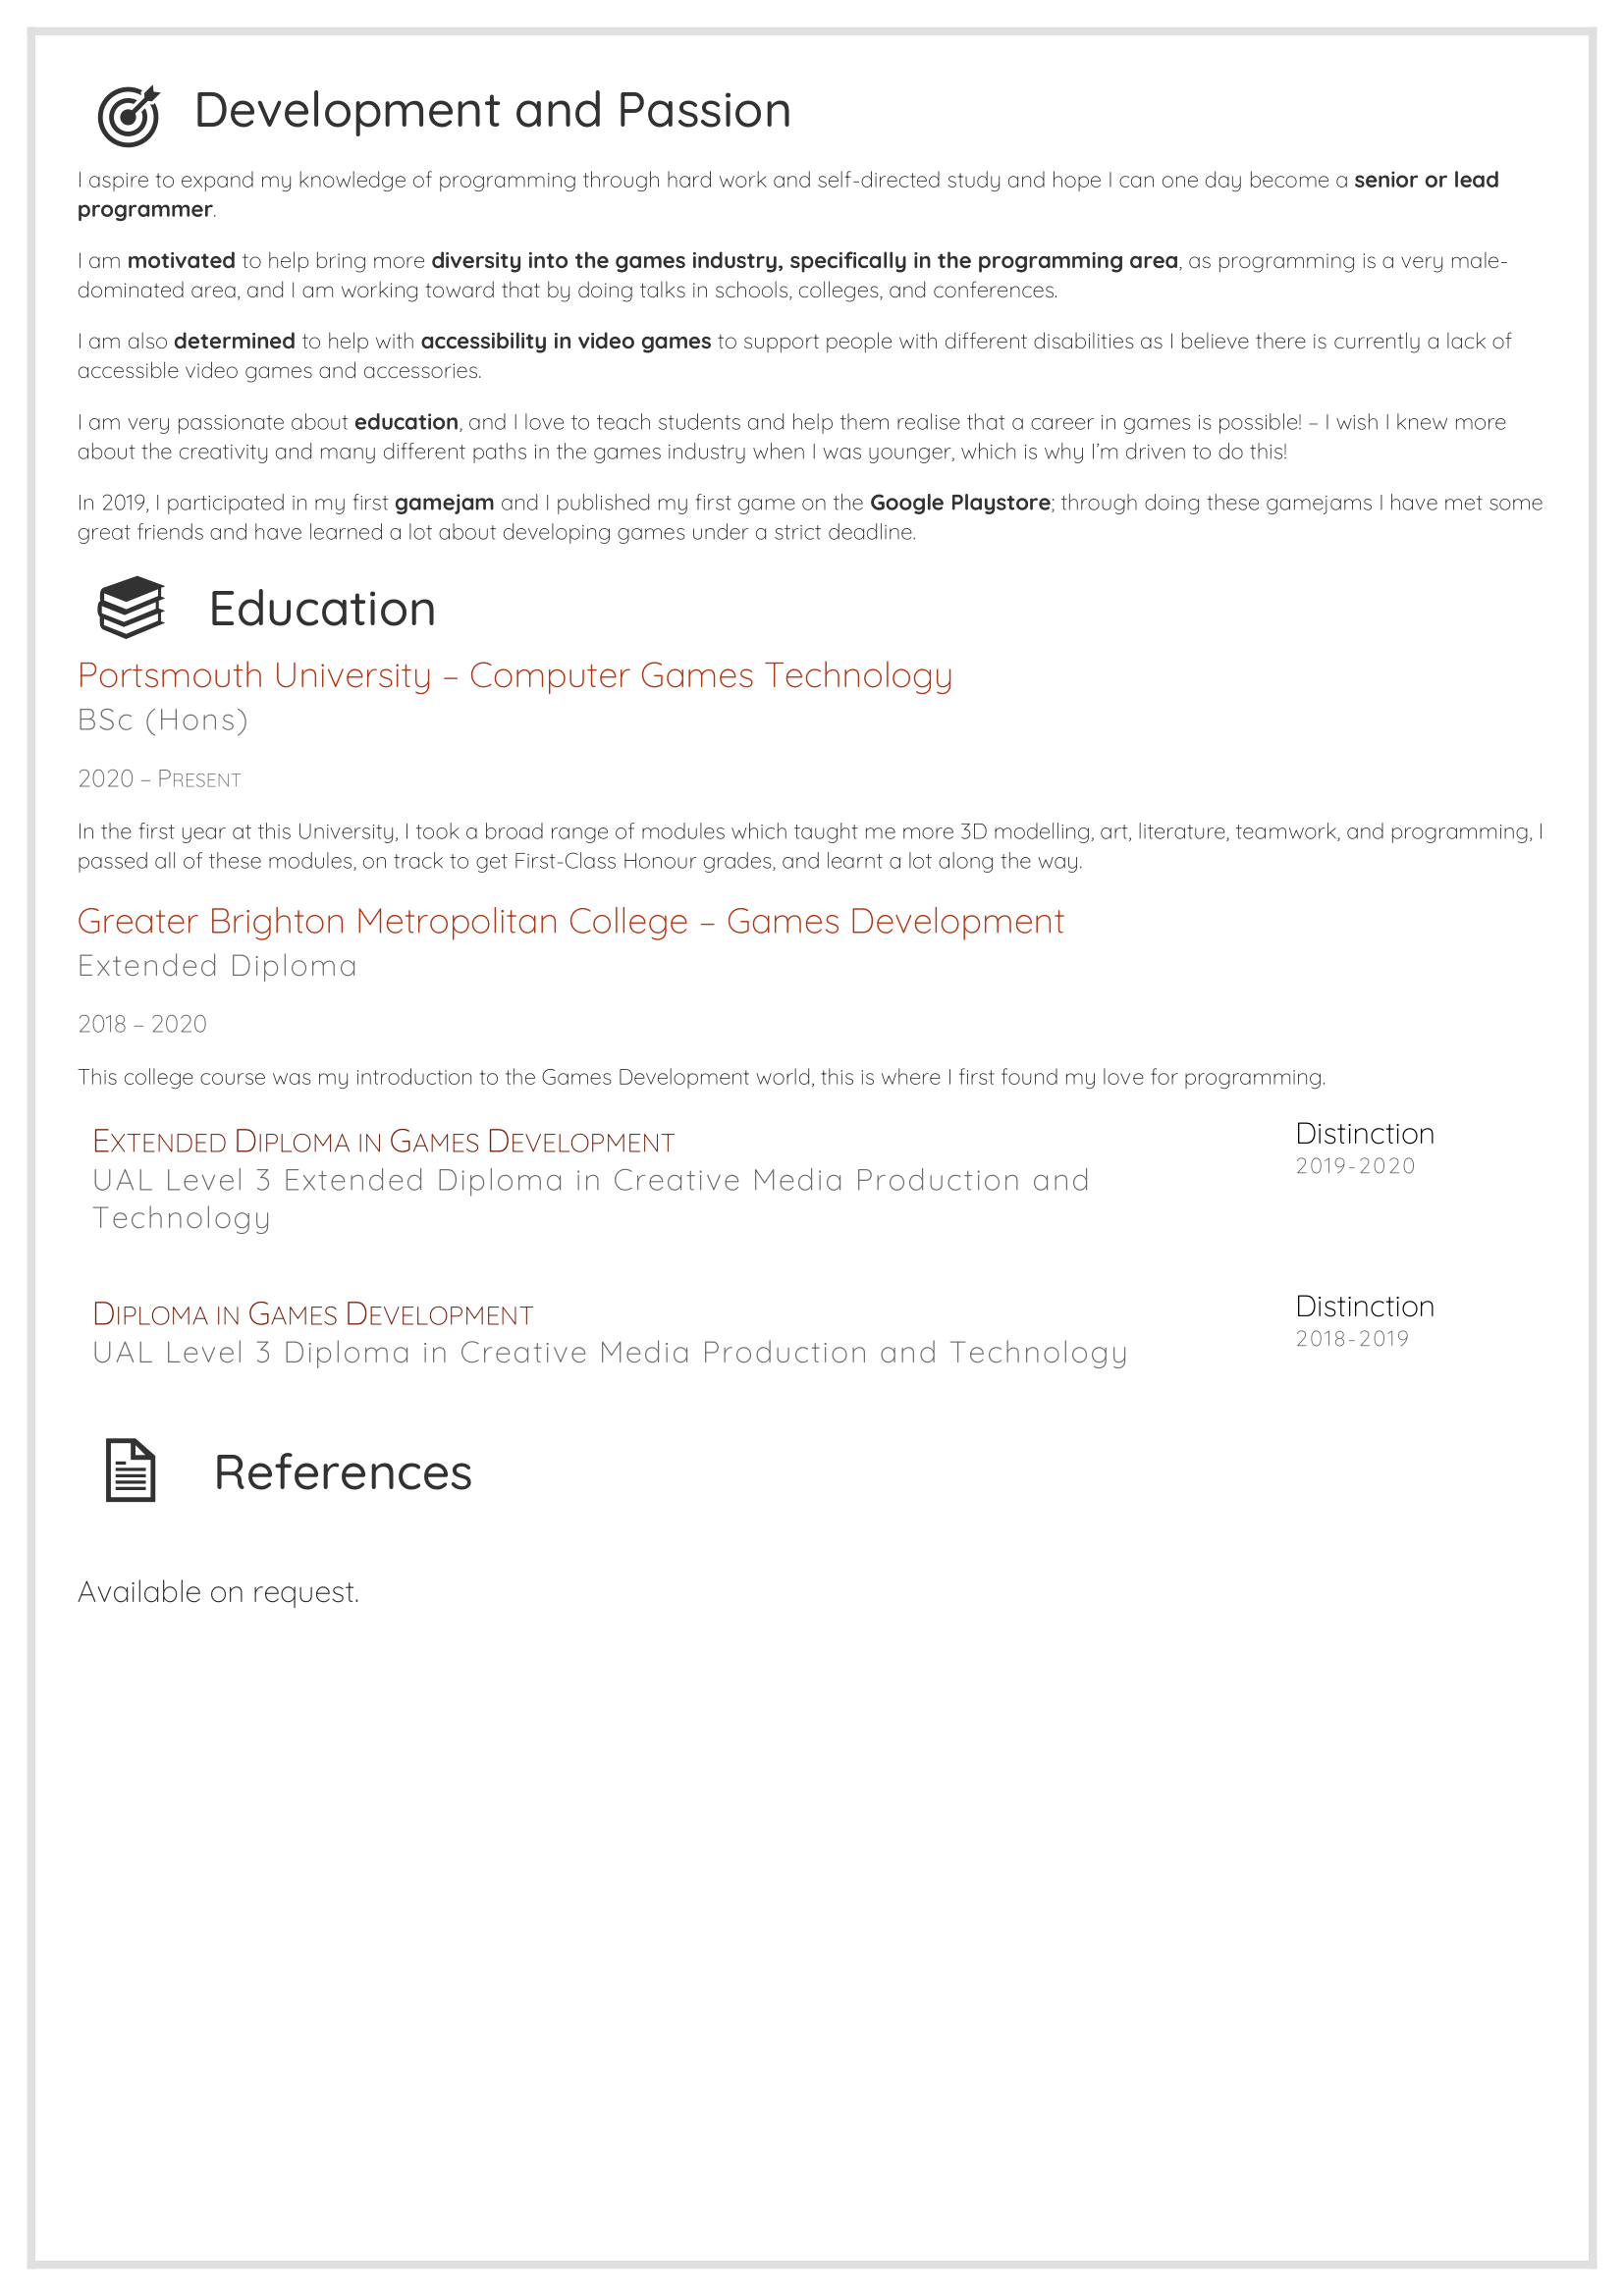 Development and Passion
I aspire to expand my knowledge of programming through hard work and self-directed study and hope I can one day become a senior or lead
programmer.
I am motivated to help bring more diversity into the games industry, specifically in the programming area, as programming is a very male-
dominated area, and I am working toward that by doing talks in schools, colleges, and conferences.
I am also determined to help with accessibility in video games to support people with different disabilities as I believe there is currently a lack of
accessible video games and accessories.
I am very passionate about education, and I love to teach students and help them realise that a career in games is possible! – I wish I knew more
about the creativity and many different paths in the games industry when I was younger, which is why I'm driven to do this!
In 2019, I participated in my first gamejam and I published my first game on the Google Playstore; through doing these gamejams I have met some
great friends and have learned a lot about developing games under a strict deadline.
Education
Portsmouth University – Computer Games Technology
BSc (Hons)
2020 – Present
In the first year at this University, I took a broad range of modules which taught me more 3D modelling, art, literature, teamwork, and programming, I
passed all of these modules, on track to get First-Class Honour grades, and learnt a lot along the way.
Greater Brighton Metropolitan College – Games Development
Extended Diploma
2018 – 2020
This college course was my introduction to the Games Development world, this is where I first found my love for programming.
Extended Diploma in Games Development
UAL Level 3 Extended Diploma in Creative Media Production and
Technology
Distinction
2019-2020
Diploma in Games Development
UAL Level 3 Diploma in Creative Media Production and Technology
Distinction
2018-2019
References
Available on request.